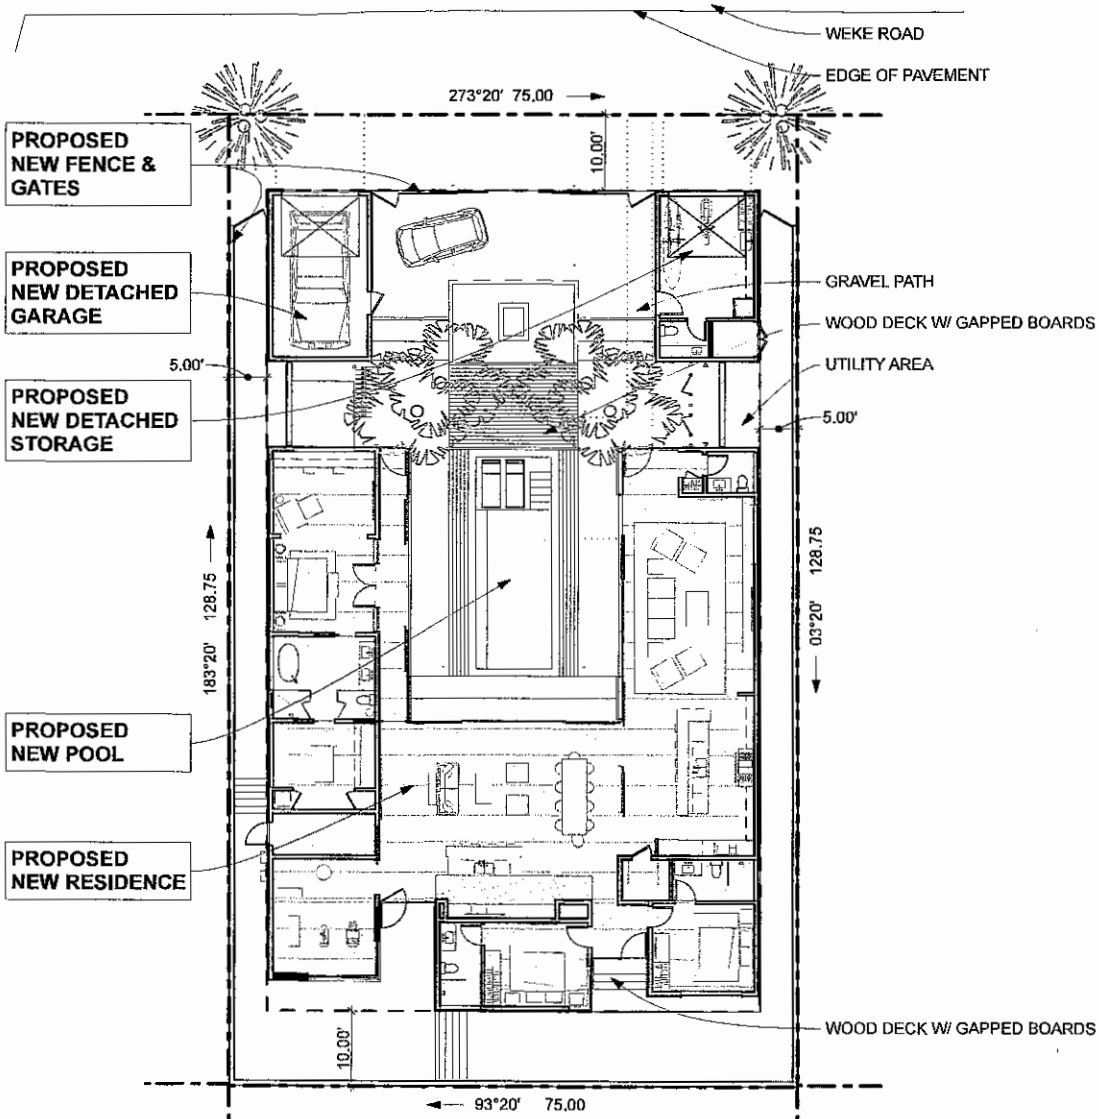 WEKE ROAD
EDGE OF PAVEMENT
273°20' 75.00
10.00'
PROPOSED
NEW FENCE &
GATES
PROPOSED
NEW DETACHED
GARAGE
GRAVEL PATH
WOOD DECK W/ GAPPED BOARDS
5.00'
UTILITY AREA
PROPOSED
NEW DETACHED
STORAGE
5.00'
183°20' 128.75
03°20' 128.75
PROPOSED
NEW POOL
PROPOSED
NEW RESIDENCE
WOOD DECK W/ GAPPED BOARDS
10.00'
93°20' 75.00